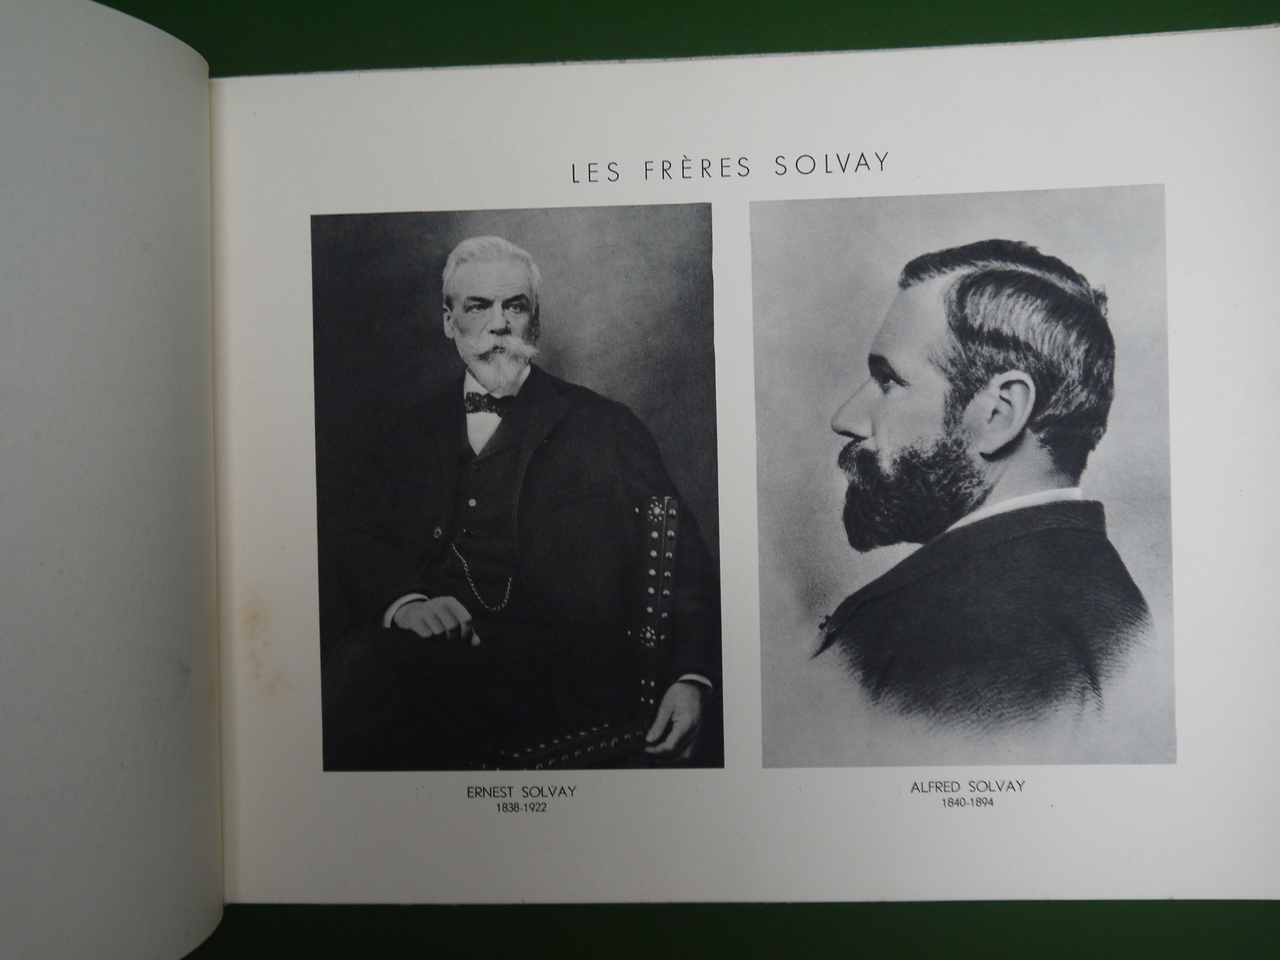 LES FRÈRES SOLVAY
ERNEST SOLVAY
1838-1922
ALFRED SOLVAY
1840-1894